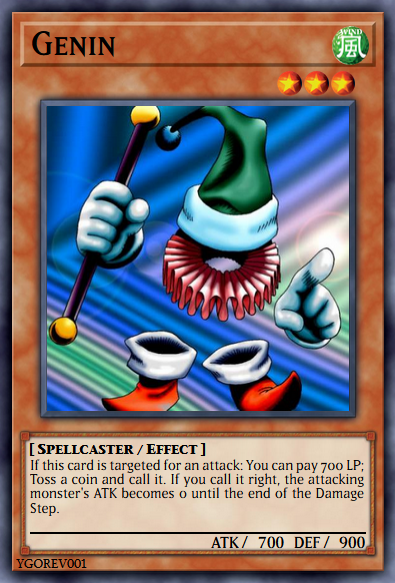 Genin
WIND
風
[ Spellcaster / Effect ]
If this card is targeted for an attack: You can pay 700 LP;
Toss a coin and call it. If you call it right, the attacking
monster's ATK becomes 0 until the end of the Damage
Step.
ATK / 700 DEF / 900
YGOREV001